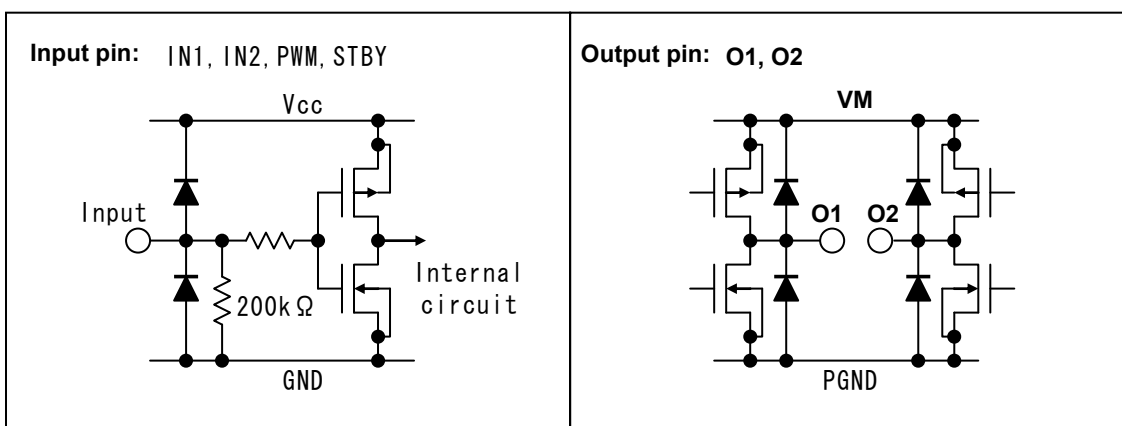 Input pin: IN1, IN2, PWM, STBY
Vcc
Input
200kΩ
Internal
circuit
GND
Output pin: O1, O2
VM
O1 O2
PGND